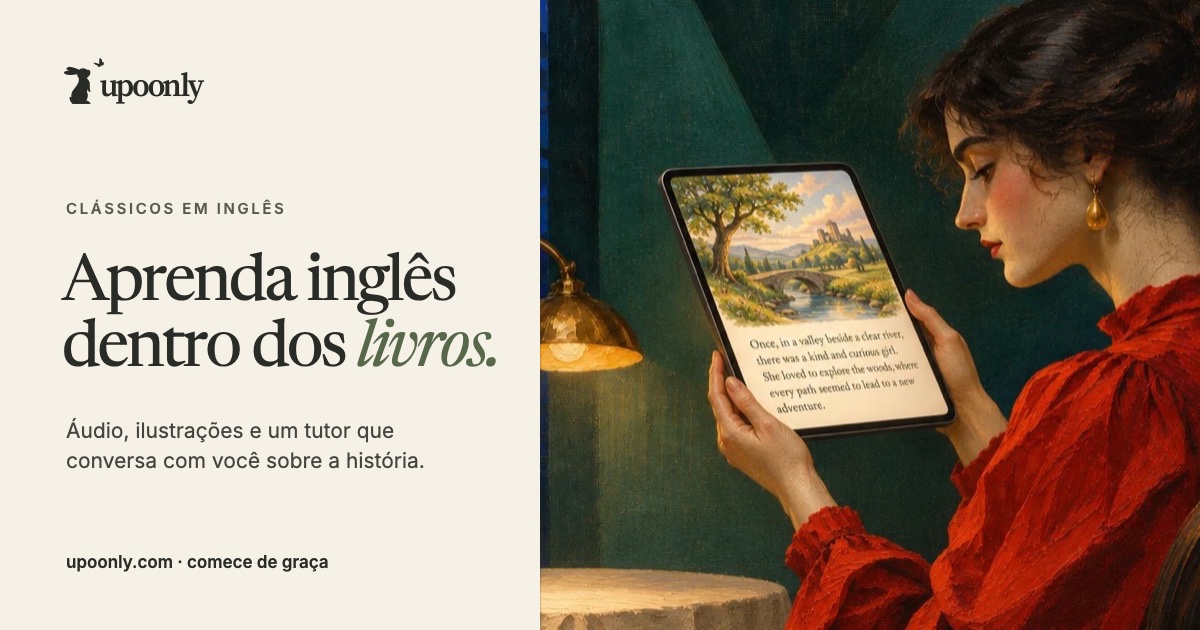 upoonly
CLÁSSICOS EM INGLÊS
Aprenda inglês
dentro dos livros.
Áudio, ilustrações e um tutor que
conversa com você sobre a história.
upoonly.com · comece de graça
Once, in a valley beside a clear river,
there was a kind and curious girl.
She loved to explore the woods, where
every path seemed to lead to a new
adventure.